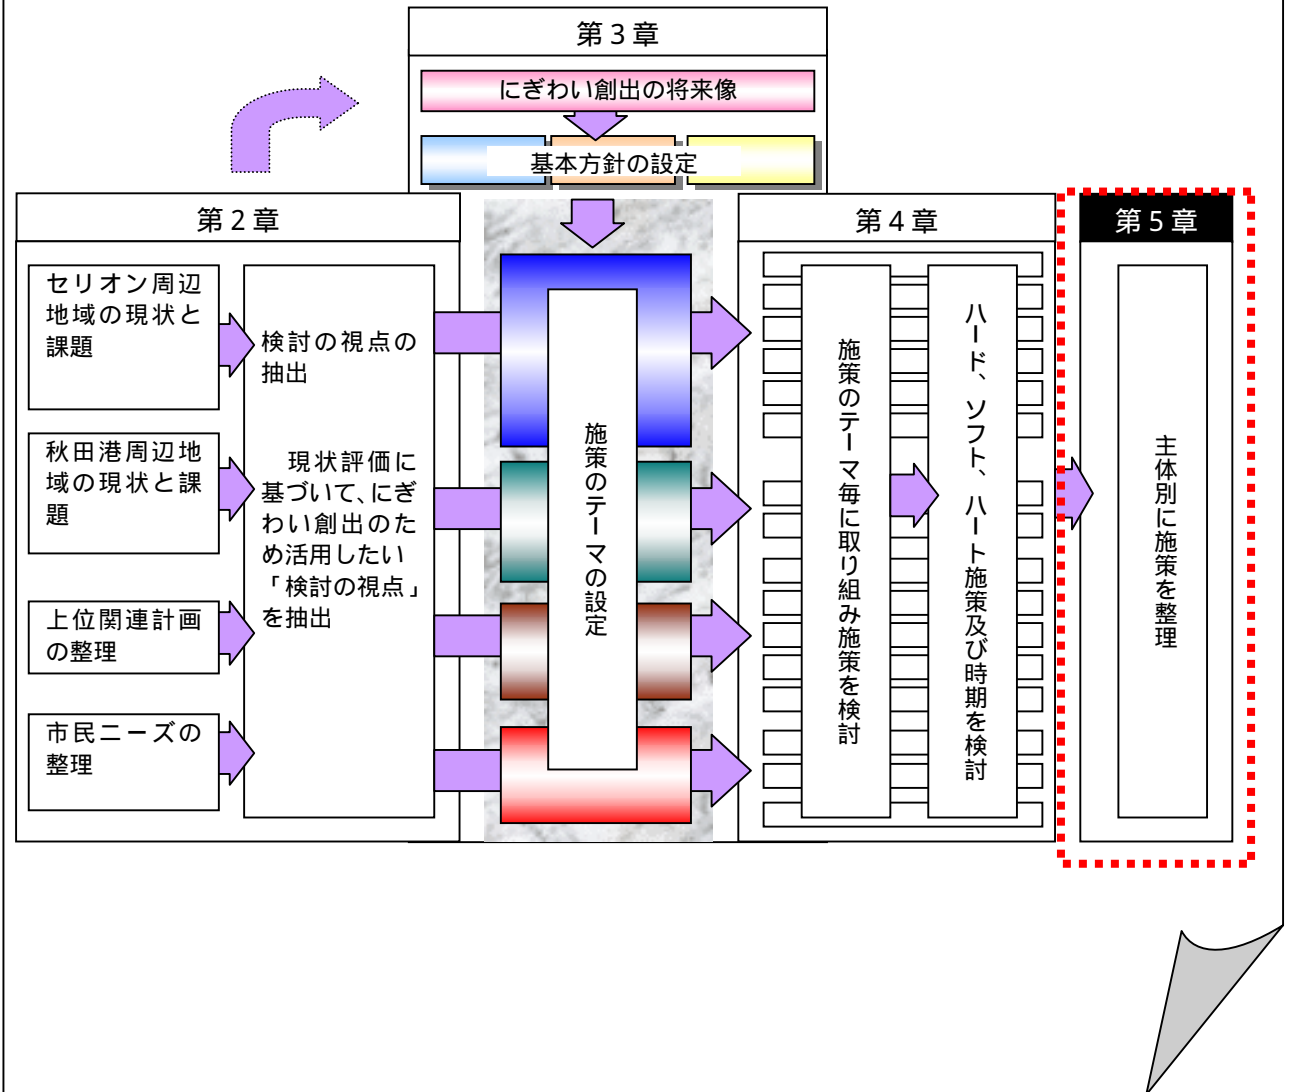 第３章
にぎわい創出の将来像
基本方針の設定
第２章
セリオン周辺
地域の現状と
課題
秋田港周辺地
域の現状と課
題
上位関連計画
の整理
市民ニーズの
整理
検討の視点の
抽出
現状評価に
基づいて、にぎ
わい創出のた
め活用したい
「検討の視点」
を抽出
施策のテーマの設定
第４章
施策のテーマ毎に取り組み施策を検討
ハード、ソフト、ハート施策及び時期を検討
第５章
主体別に施策を整理